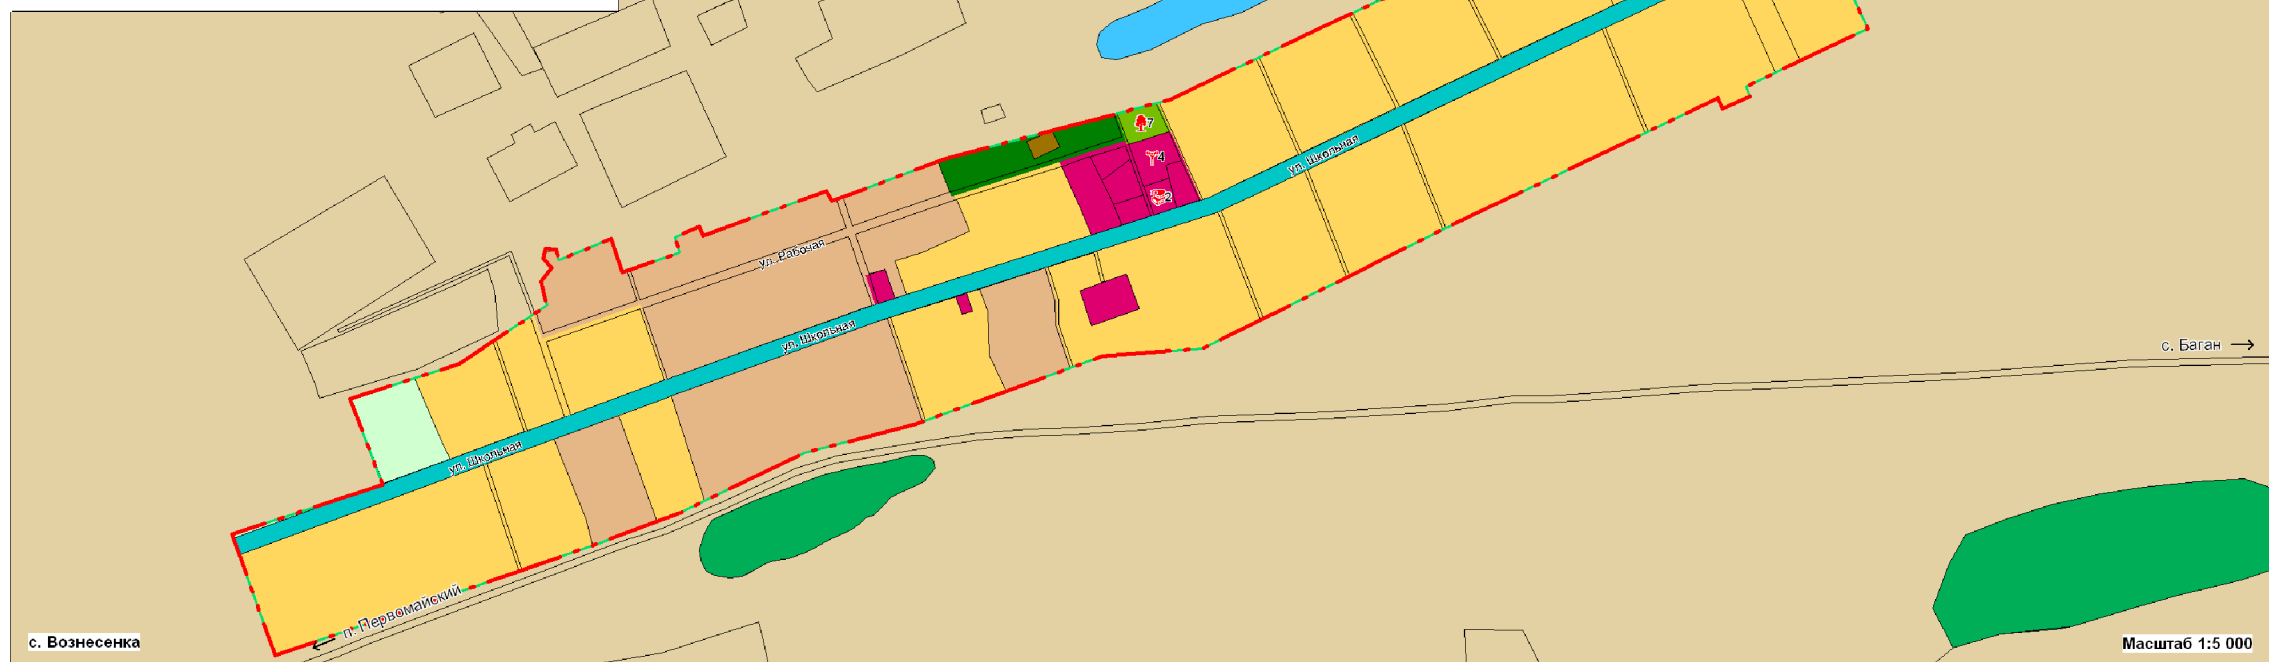 7
4
ул. Школьная
2
ул. Рабочая
ул. Школьная
с. Баган
ул. Школьная
п. Первомайский
с. Вознесенка
Масштаб 1:5 000